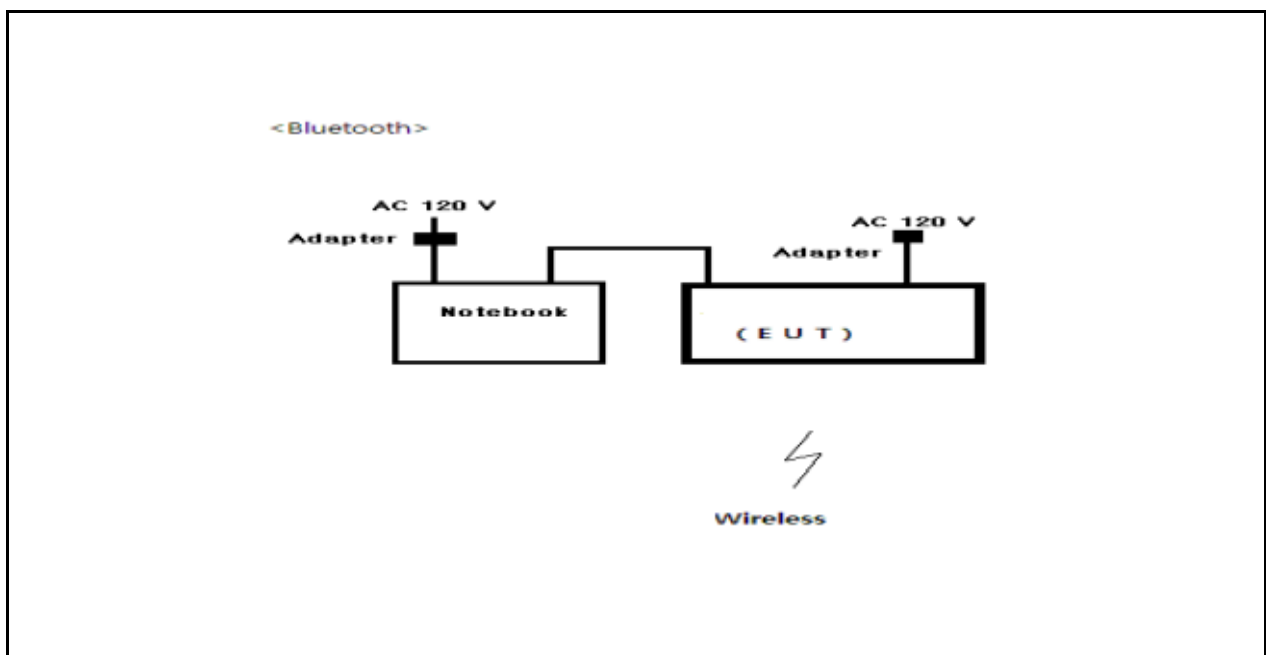 <Bluetooth>
AC 120 V
Adapter
AC 120 V
Adapter
Notebook
( E U T )
Wireless